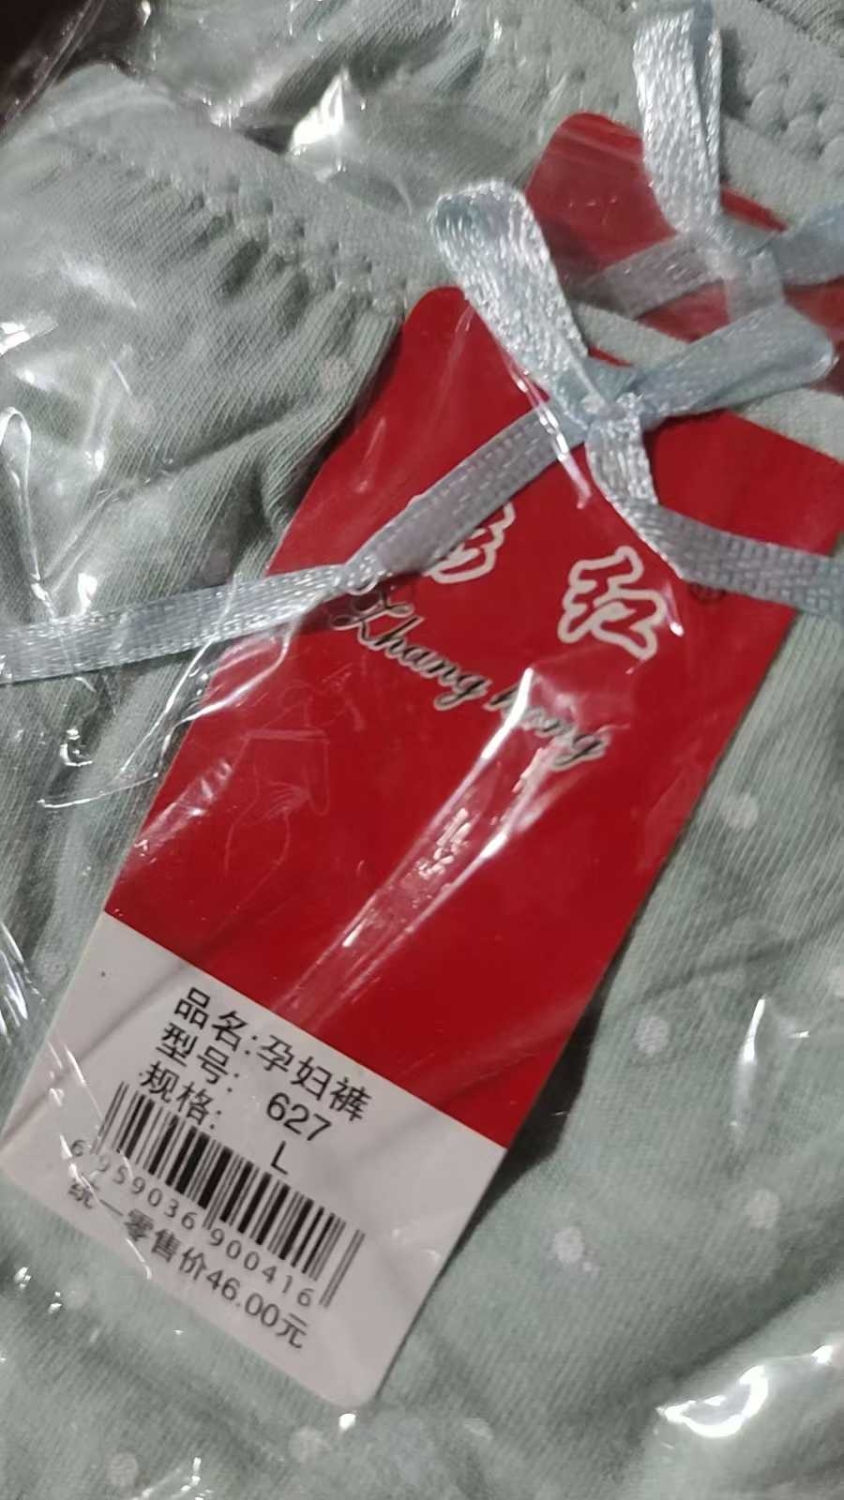 红
Zhang hong
品名:孕妇裤
型号: 627
规格: L
6959036900416
统一零售价46.00元